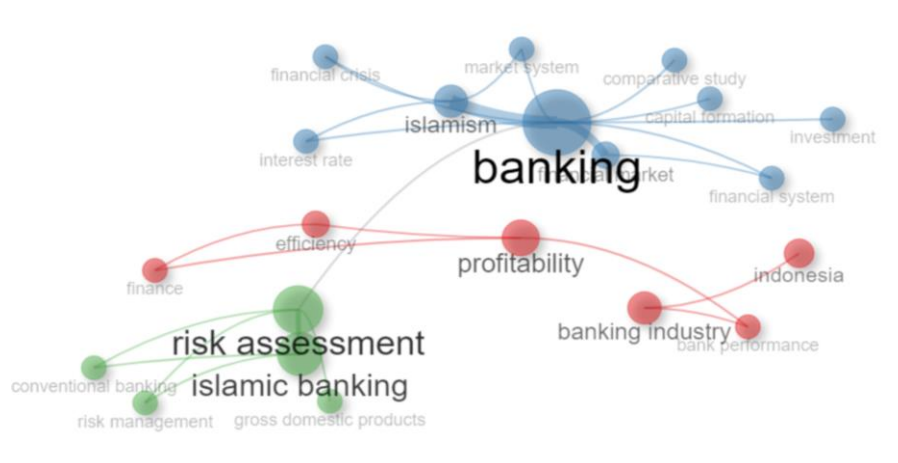 market system
financial crisis
comparative study
capital formation
islamism
investment
interest rate
banking
financial market
financial system
efficiency
profitability
indonesia
finance
banking industry
bank performance
risk assessment
conventional banking
islamic banking
risk management
gross domestic products